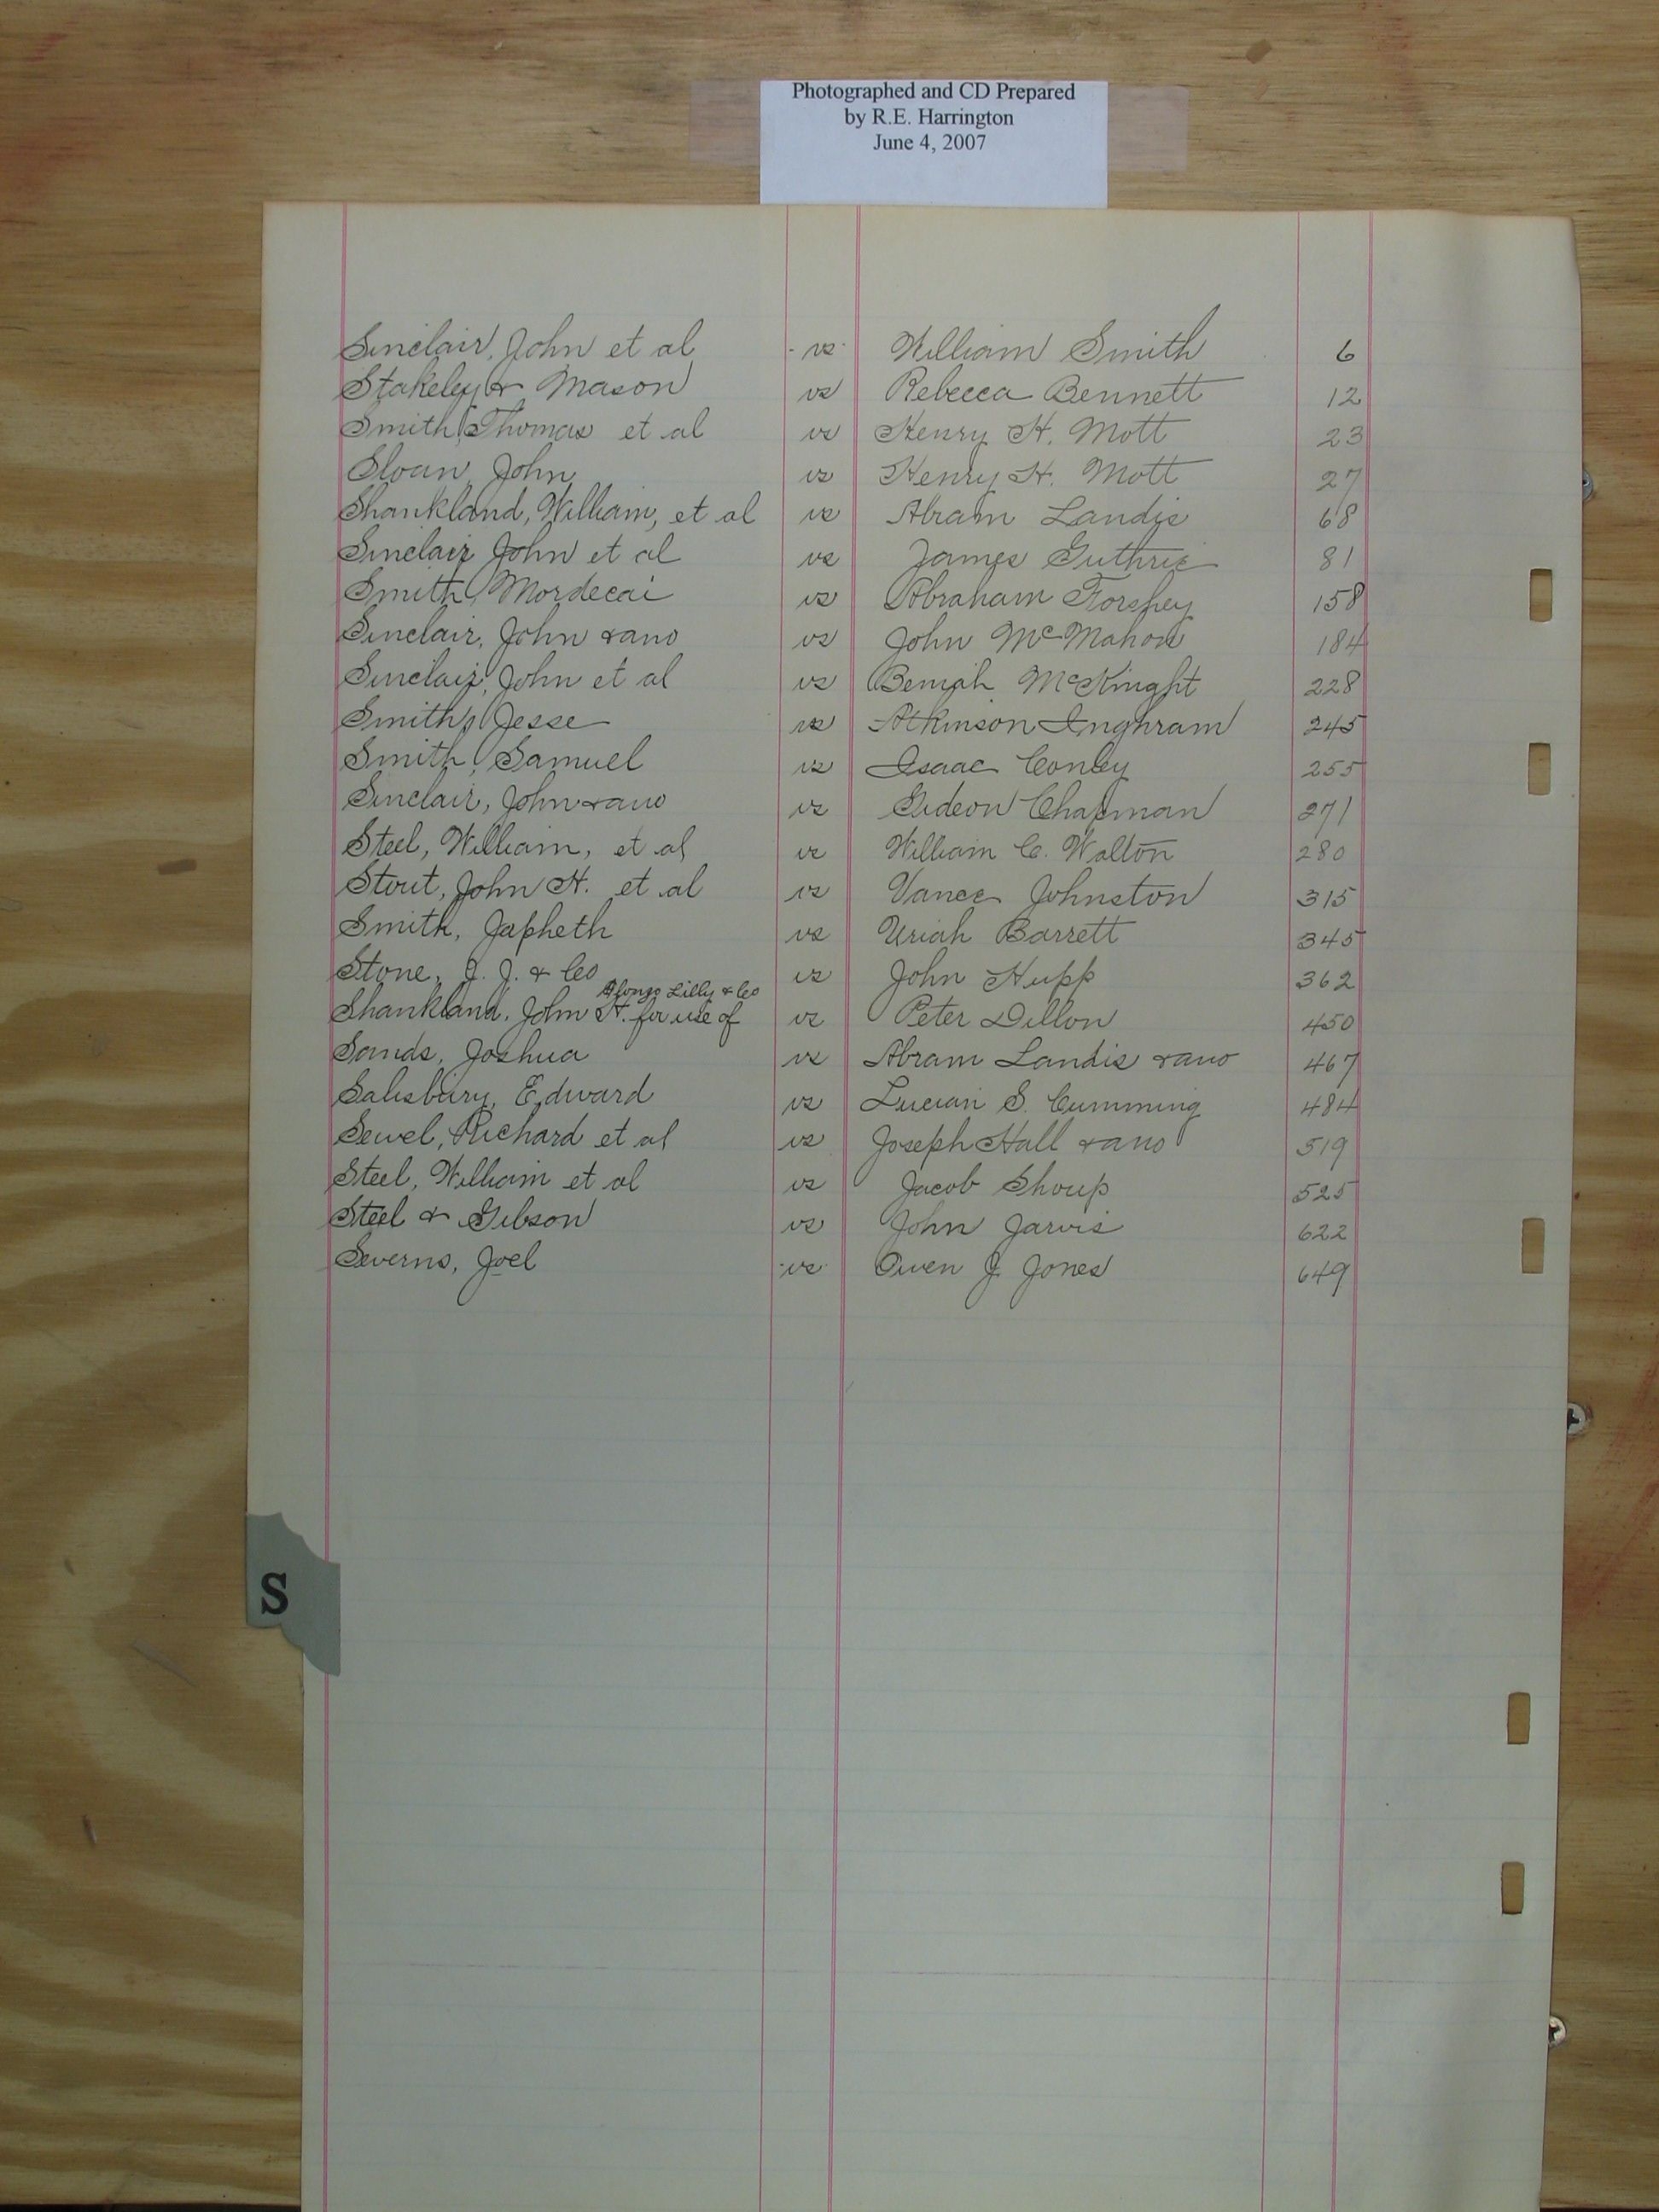 Photographed and CD Prepared
by R.E. Harrington
June 4, 2007
Sinclair, John et al vs William Smith 6
Stakeley & Mason vs Rebecca Bennett 12
Smith, Thomas et al vs Henry H. Mott 23
Sloan, John vs Henry H. Mott 27
Shankland, William, et al vs Abram Landis 68
Sinclair John et al vs James Guthrie 81
Smith, Mordecai vs Abraham Forshey 158
Sinclair, John & ano vs John McMahon 184
Sinclair, John et al vs Beniah McKnight 228
Smith, Jesse vs Atkinson Inghram 245
Smith, Samuel vs Isaac Conley 255
Sinclair, John & ano vs Gideon Chapman 271
Steel, William, et al vs William C. Walton 280
Stout, John H. et al vs Vance Johnston 315
Smith, Japheth vs Uriah Barrett 345
Stone, J. J. & Co vs John Hupp 362
Alonzo Lilly & Co
Shankland, John H. for use of vs Peter Dillon 450
Sands, Joshua vs Abram Landis & ano 467
Salisbury, Edward vs Lucian S. Cumming 484
Sewel, Richard et al vs Joseph Hall & ano 519
Steel, William et al vs Jacob Shoup 525
Steel & Gibson vs John Jarvis 622
Severns, Joel vs Owen J. Jones 649
S